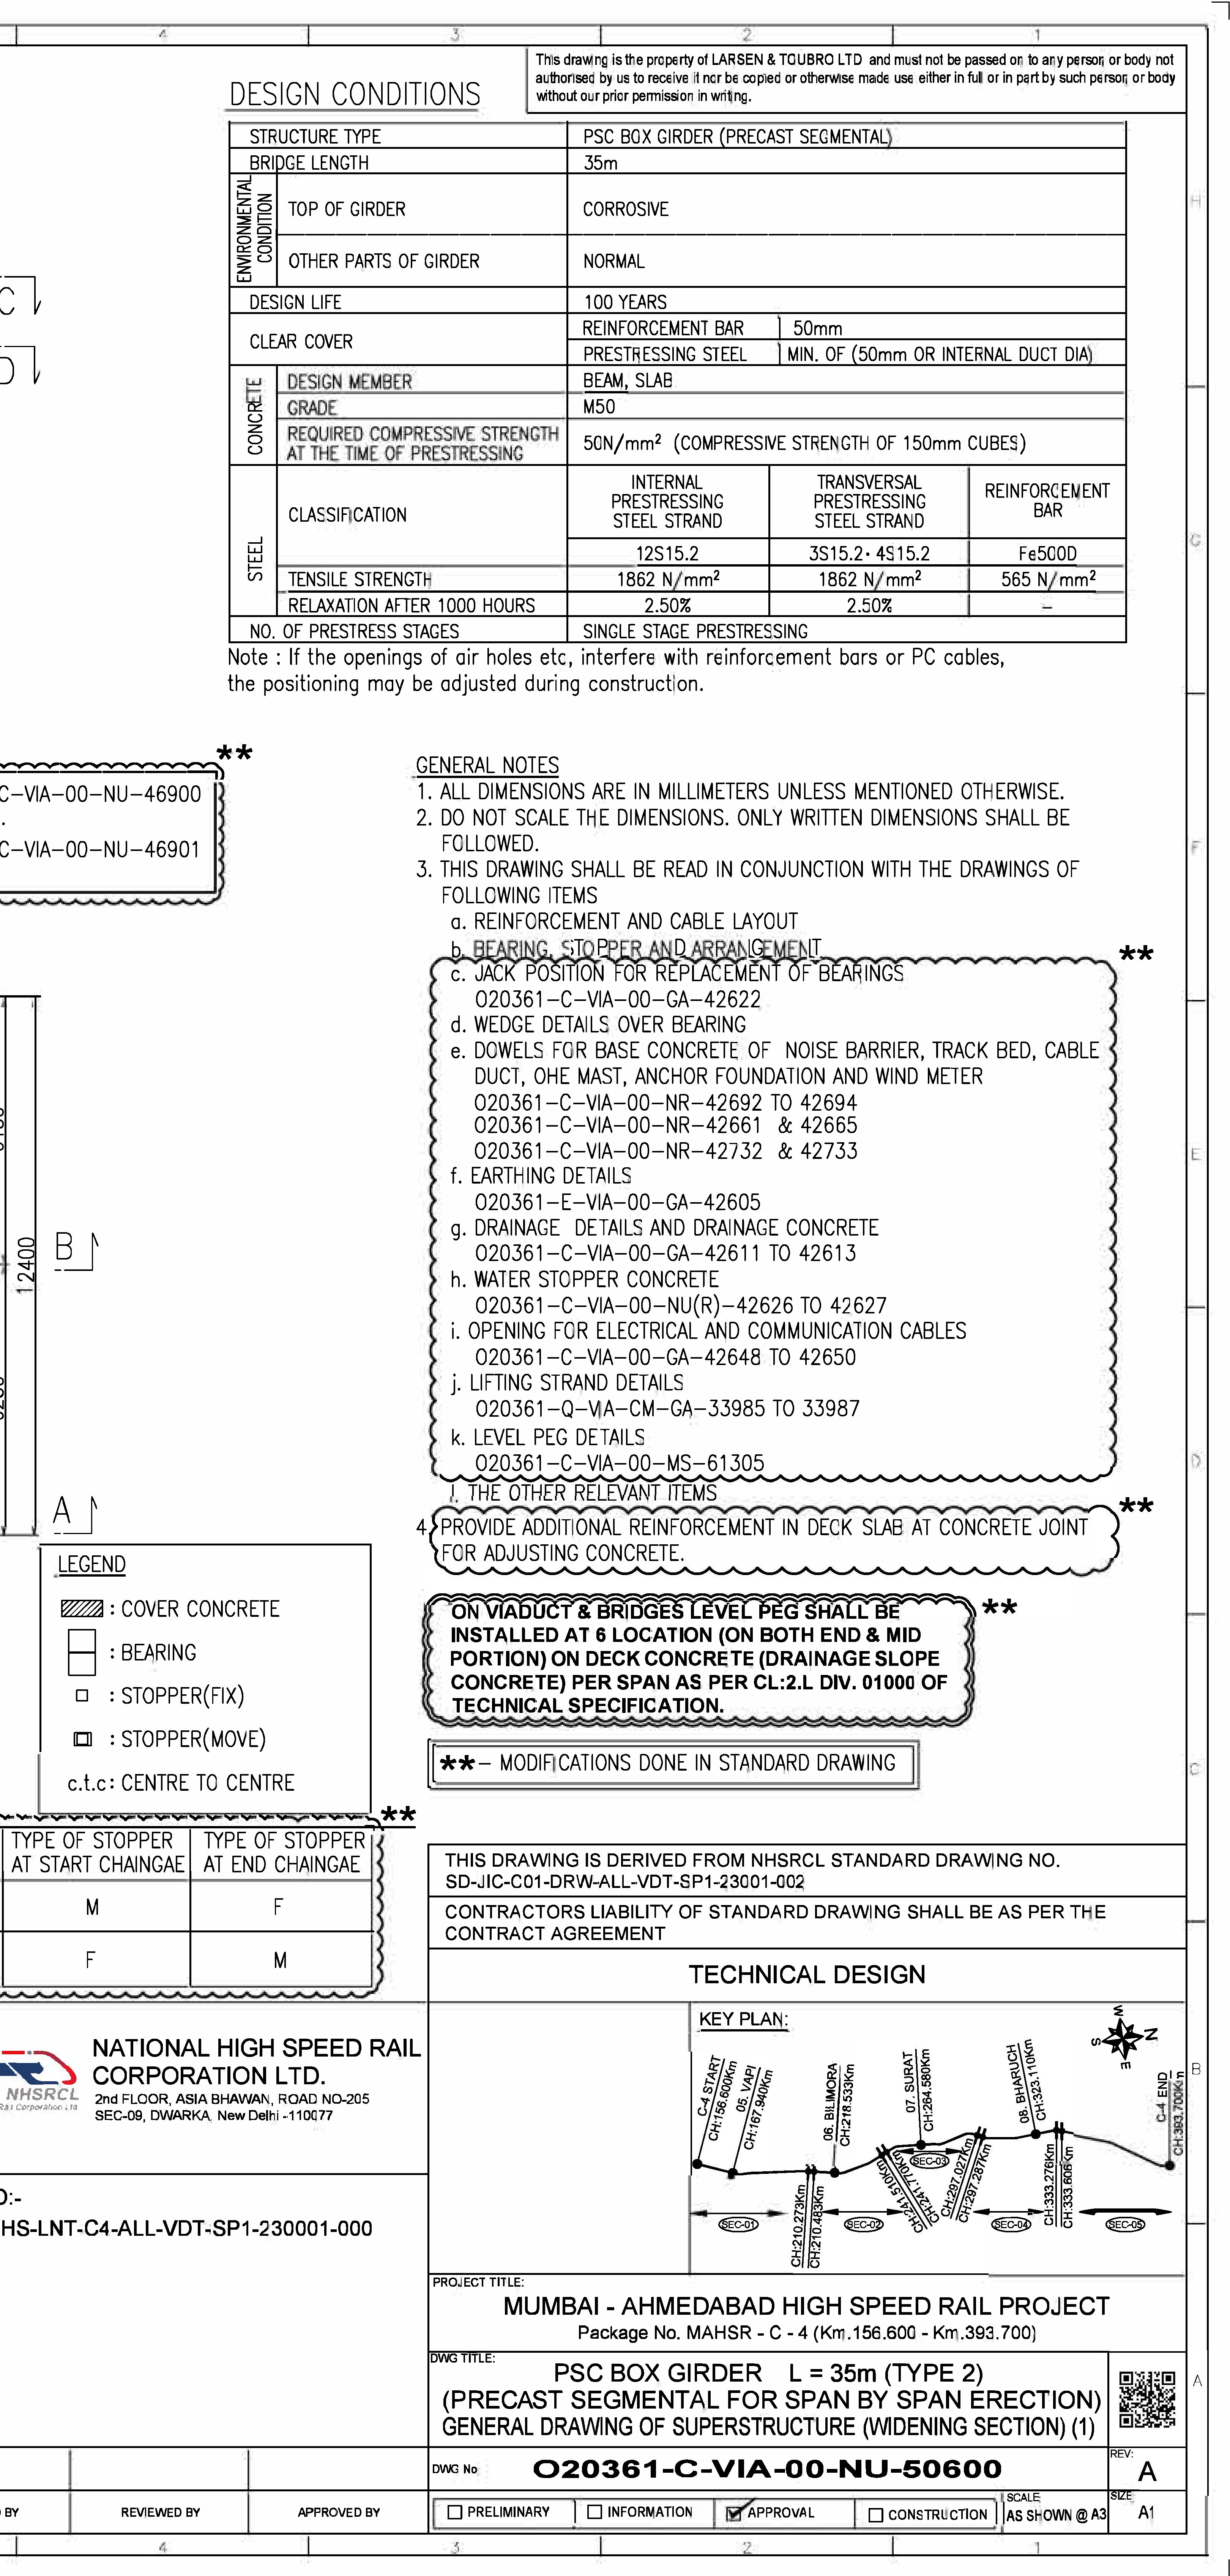 4 3 2 1
This drawing is the property of LARSEN & TOUBRO LTD and must not be passed on to any person or body not
authorised by us to receive it nor be copied or otherwise made use either in full or in part by such person or body
without our prior permission in writing.
DESIGN CONDITIONS
STRUCTURE TYPE PSC BOX GIRDER (PRECAST SEGMENTAL)
BRIDGE LENGTH 35m
ENVIRONMENTAL
CONDITION
TOP OF GIRDER CORROSIVE
OTHER PARTS OF GIRDER NORMAL
DESIGN LIFE 100 YEARS
CLEAR COVER
REINFORCEMENT BAR 50mm
PRESTRESSING STEEL MIN. OF (50mm OR INTERNAL DUCT DIA)
CONCRETE
DESIGN MEMBER BEAM, SLAB
GRADE M50
REQUIRED COMPRESSIVE STRENGTH
AT THE TIME OF PRESTRESSING
50N/mm² (COMPRESSIVE STRENGTH OF 150mm CUBES)
STEEL
CLASSIFICATION
INTERNAL
PRESTRESSING
STEEL STRAND
TRANSVERSAL
PRESTRESSING
STEEL STRAND
REINFORCEMENT
BAR
12S15.2 3S15.2・4S15.2 Fe500D
TENSILE STRENGTH 1862 N/mm² 1862 N/mm² 565 N/mm²
RELAXATION AFTER 1000 HOURS 2.50% 2.50% –
NO. OF PRESTRESS STAGES SINGLE STAGE PRESTRESSING
Note : If the openings of air holes etc, interfere with reinforcement bars or PC cables,
the positioning may be adjusted during construction.
H
G
F
E
D
C
B
A
C
D
**
C-VIA-00-NU-46900
.
C-VIA-00-NU-46901
GENERAL NOTES
1. ALL DIMENSIONS ARE IN MILLIMETERS UNLESS MENTIONED OTHERWISE.
2. DO NOT SCALE THE DIMENSIONS. ONLY WRITTEN DIMENSIONS SHALL BE
FOLLOWED.
3. THIS DRAWING SHALL BE READ IN CONJUNCTION WITH THE DRAWINGS OF
FOLLOWING ITEMS
a. REINFORCEMENT AND CABLE LAYOUT
b. BEARING, STOPPER AND ARRANGEMENT
**
c. JACK POSITION FOR REPLACEMENT OF BEARINGS
O20361-C-VIA-00-GA-42622
d. WEDGE DETAILS OVER BEARING
e. DOWELS FOR BASE CONCRETE OF NOISE BARRIER, TRACK BED, CABLE
DUCT, OHE MAST, ANCHOR FOUNDATION AND WIND METER
O20361-C-VIA-00-NR-42692 TO 42694
O20361-C-VIA-00-NR-42661 & 42665
O20361-C-VIA-00-NR-42732 & 42733
f. EARTHING DETAILS
O20361-E-VIA-00-GA-42605
g. DRAINAGE DETAILS AND DRAINAGE CONCRETE
O20361-C-VIA-00-GA-42611 TO 42613
h. WATER STOPPER CONCRETE
O20361-C-VIA-00-NU(R)-42626 TO 42627
i. OPENING FOR ELECTRICAL AND COMMUNICATION CABLES
O20361-C-VIA-00-GA-42648 TO 42650
j. LIFTING STRAND DETAILS
O20361-Q-VIA-CM-GA-33985 TO 33987
k. LEVEL PEG DETAILS
O20361-C-VIA-00-MS-61305
l. THE OTHER RELEVANT ITEMS
**
4. PROVIDE ADDITIONAL REINFORCEMENT IN DECK SLAB AT CONCRETE JOINT
FOR ADJUSTING CONCRETE.
12400
B
A
ON VIADUCT & BRIDGES LEVEL PEG SHALL BE
INSTALLED AT 6 LOCATION (ON BOTH END & MID
PORTION) ON DECK CONCRETE (DRAINAGE SLOPE
CONCRETE) PER SPAN AS PER CL:2.L DIV. 01000 OF
TECHNICAL SPECIFICATION.
**
**- MODIFICATIONS DONE IN STANDARD DRAWING
LEGEND
: COVER CONCRETE
: BEARING
: STOPPER(FIX)
: STOPPER(MOVE)
c.t.c: CENTRE TO CENTRE
**
TYPE OF STOPPER
AT START CHAINGAE
TYPE OF STOPPER
AT END CHAINGAE
M F
F M
THIS DRAWING IS DERIVED FROM NHSRCL STANDARD DRAWING NO.
SD-JIC-C01-DRW-ALL-VDT-SP1-23001-002
CONTRACTORS LIABILITY OF STANDARD DRAWING SHALL BE AS PER THE
CONTRACT AGREEMENT
TECHNICAL DESIGN
NHSRCL
Rail Corporation Ltd
NATIONAL HIGH SPEED RAIL
CORPORATION LTD.
2nd FLOOR, ASIA BHAWAN, ROAD NO-205
SEC-09, DWARKA, New Delhi -110077
O:-
HS-LNT-C4-ALL-VDT-SP1-230001-000
KEY PLAN:
W N S E
C-4 START
CH:156.600Km
05. VAPI
CH:167.940Km
06. BILIMORA
CH:218.533Km
07. SURAT
CH:264.580Km
08. BHARUCH
CH:323.110Km
C-4 END
CH:393.700Km
CH:210.273Km
CH:210.483Km
CH:241.510Km
CH:241.770Km
CH:297.027Km
CH:297.287Km
CH:333.276Km
CH:333.606Km
SEC-01 SEC-02 SEC-03 SEC-04 SEC-05
PROJECT TITLE:
MUMBAI - AHMEDABAD HIGH SPEED RAIL PROJECT
Package No. MAHSR - C - 4 (Km.156.600 - Km.393.700)
DWG TITLE:
PSC BOX GIRDER L = 35m (TYPE 2)
(PRECAST SEGMENTAL FOR SPAN BY SPAN ERECTION)
GENERAL DRAWING OF SUPERSTRUCTURE (WIDENING SECTION) (1)
DWG No O20361-C-VIA-00-NU-50600
REV: A
BY REVIEWED BY APPROVED BY
PRELIMINARY INFORMATION APPROVAL CONSTRUCTION
SCALE
AS SHOWN @ A3
SIZE
A1
4 3 2 1